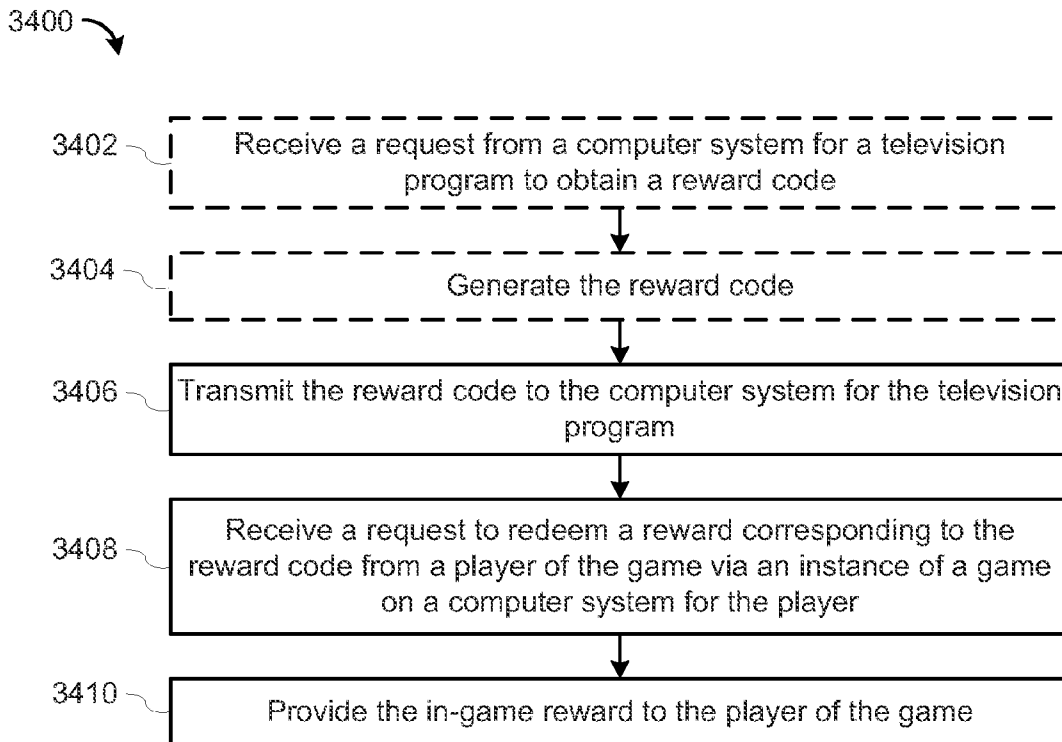 3400
3402
Receive a request from a computer system for a television
program to obtain a reward code
3404
Generate the reward code
3406
Transmit the reward code to the computer system for the television
program
3408
Receive a request to redeem a reward corresponding to the
reward code from a player of the game via an instance of a game
on a computer system for the player
3410
Provide the in-game reward to the player of the game